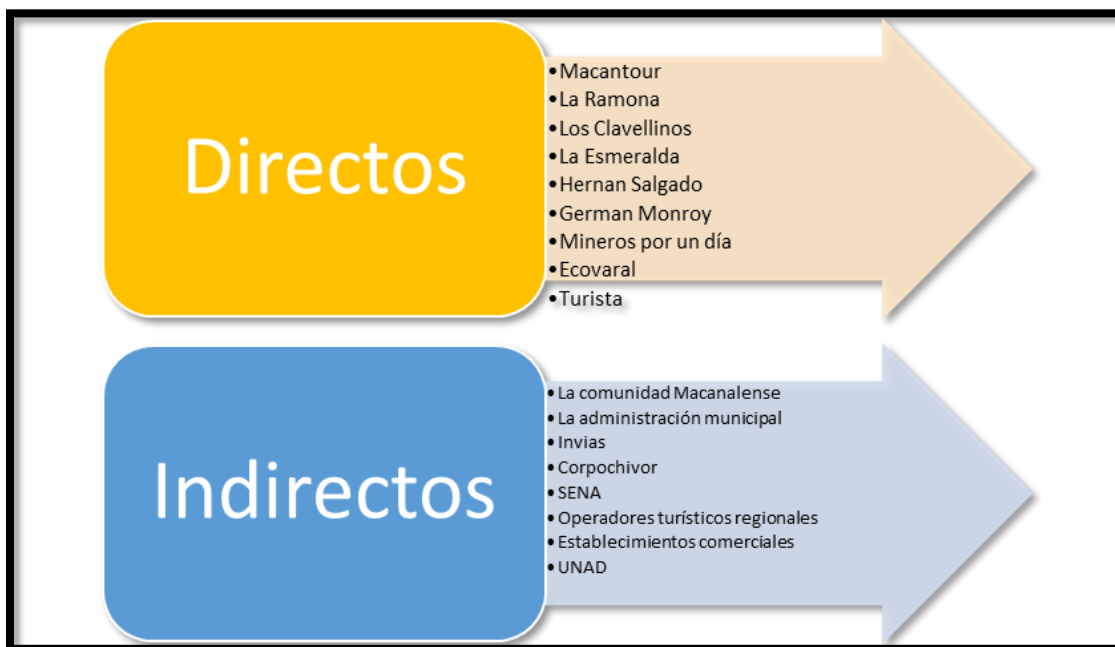 Directos
•Macantour
•La Ramona
•Los Clavellinos
•La Esmeralda
•Hernan Salgado
•German Monroy
•Mineros por un día
•Ecovaral
•Turista
Indirectos
•La comunidad Macanalense
•La administración municipal
•Invias
•Corpochivor
•SENA
•Operadores turísticos regionales
•Establecimientos comerciales
•UNAD